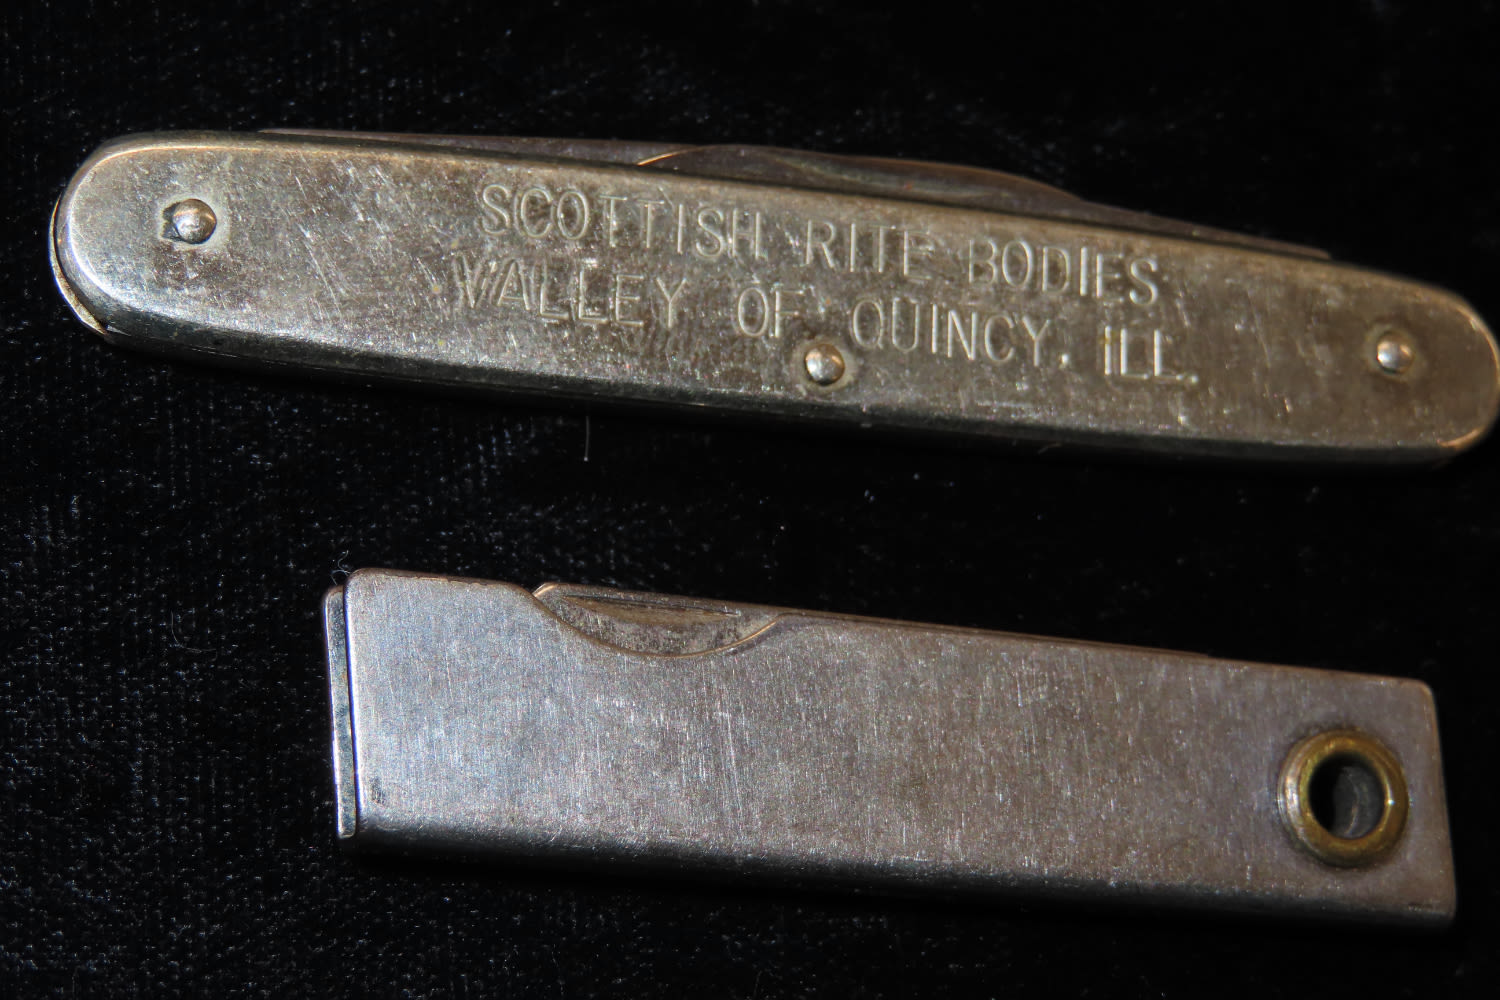 SCOTTISH RITE BODIES
VALLEY OF QUINCY, ILL.